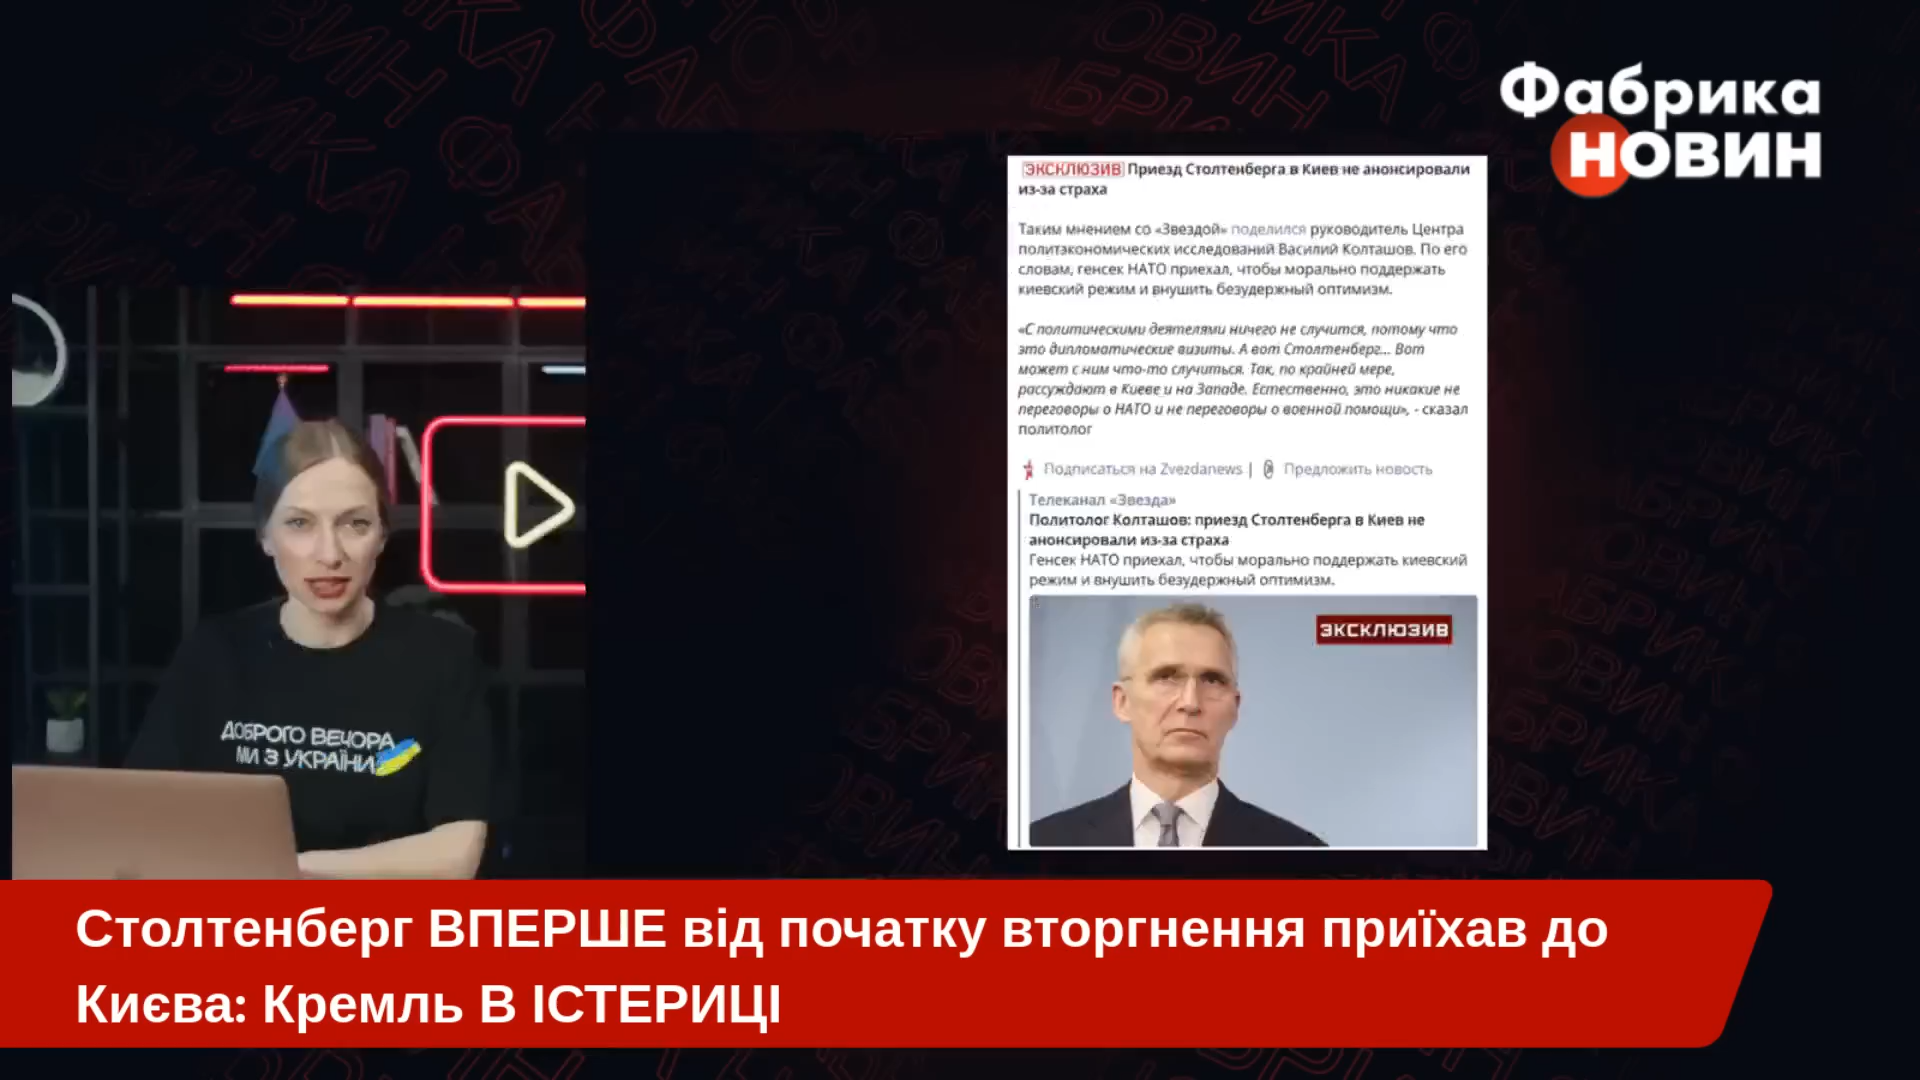 Фабрика
НОВИН
ЭКСКЛЮЗИВ Приезд Столтенберга в Киев не анонсировали
из-за страха
Таким мнением со «Звездой» поделился руководитель Центра
политэкономических исследований Василий Колташов. По его
словам, генсек НАТО приехал, чтобы морально поддержать
киевский режим и внушить безудержный оптимизм.
«С политическими деятелями ничего не случится, потому что
это дипломатические визиты. А вот Столтенберг... Вот
может с ним что-то случиться. Так, по крайней мере,
рассуждают в Киеве и на Западе. Естественно, это никакие не
переговоры о НАТО и не переговоры о военной помощи», - сказал
политолог
Подписаться на Zvezdanews | Предложить новость
Телеканал «Звезда»
Политолог Колташов: приезд Столтенберга в Киев не
анонсировали из-за страха
Генсек НАТО приехал, чтобы морально поддержать киевский
режим и внушить безудержный оптимизм.
ЭКСКЛЮЗИВ
ДОБРОГО ВЕЧОРА
МИ З УКРАЇНИ
Столтенберг ВПЕРШЕ від початку вторгнення приїхав до
Києва: Кремль В ІСТЕРИЦІ